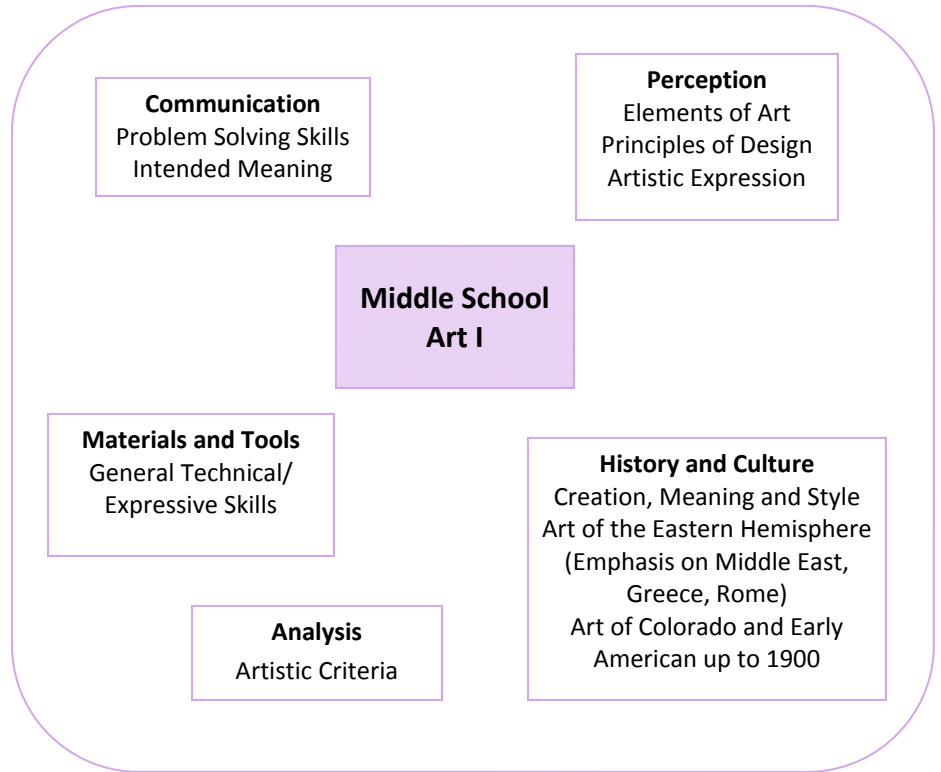 Communication
Problem Solving Skills
Intended Meaning
Perception
Elements of Art
Principles of Design
Artistic Expression
Middle School
Art I
Materials and Tools
General Technical/
Expressive Skills
History and Culture
Creation, Meaning and Style
Art of the Eastern Hemisphere
(Emphasis on Middle East,
Greece, Rome)
Art of Colorado and Early
American up to 1900
Analysis
Artistic Criteria